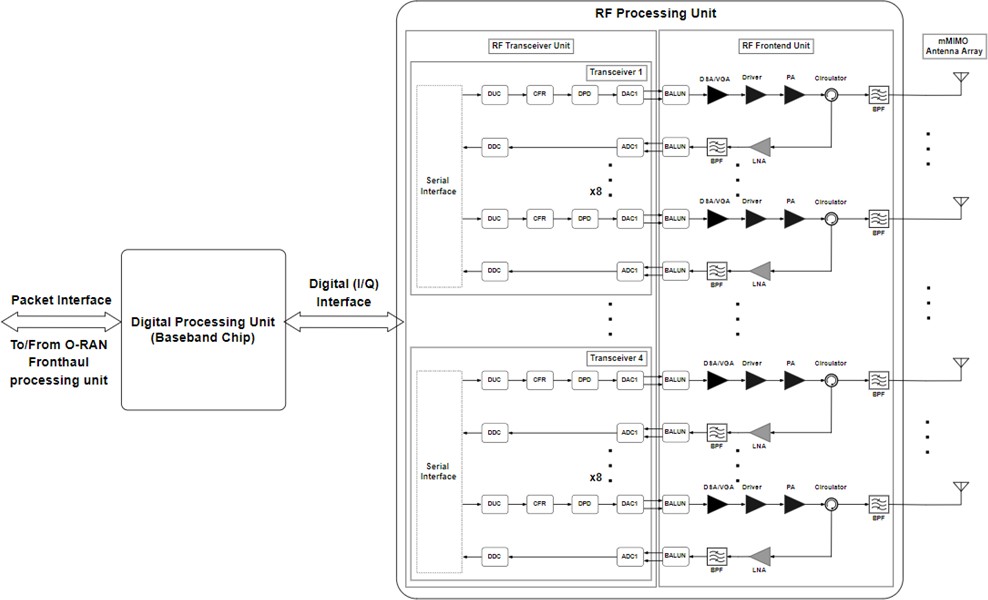 RF Processing Unit
RF Transceiver Unit
RF Frontend Unit
mMIMO
Antenna Array
Transceiver 1
DSA/VGA Driver PA Circulator
DUC CFR DPD DAC1 BALUN
BPF
DDC ADC1 BALUN
BPF LNA
Serial
Interface
x8
DSA/VGA Driver PA Circulator
DUC CFR DPD DAC1 BALUN
BPF
DDC ADC1 BALUN
BPF LNA
Packet Interface
To/From O-RAN
Fronthaul
processing unit
Digital Processing Unit
(Baseband Chip)
Digital (I/Q)
Interface
Transceiver 4
DSA/VGA Driver PA Circulator
DUC CFR DPD DAC1 BALUN
BPF
DDC ADC1 BALUN
BPF LNA
Serial
Interface
x8
DSA/VGA Driver PA Circulator
DUC CFR DPD DAC1 BALUN
BPF
DDC ADC1 BALUN
BPF LNA